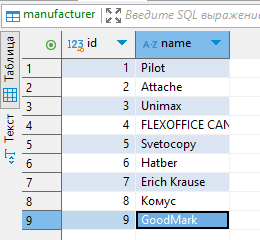 manufacturer Введите SQL выражение
123 id A-Z name
1 1 Pilot
2 2 Attache
3 3 Unimax
4 4 FLEXOFFICE CAN
5 5 Svetocopy
6 6 Hatber
7 7 Erich Krause
8 8 Комус
9 9 GoodMark
Таблица
Текст